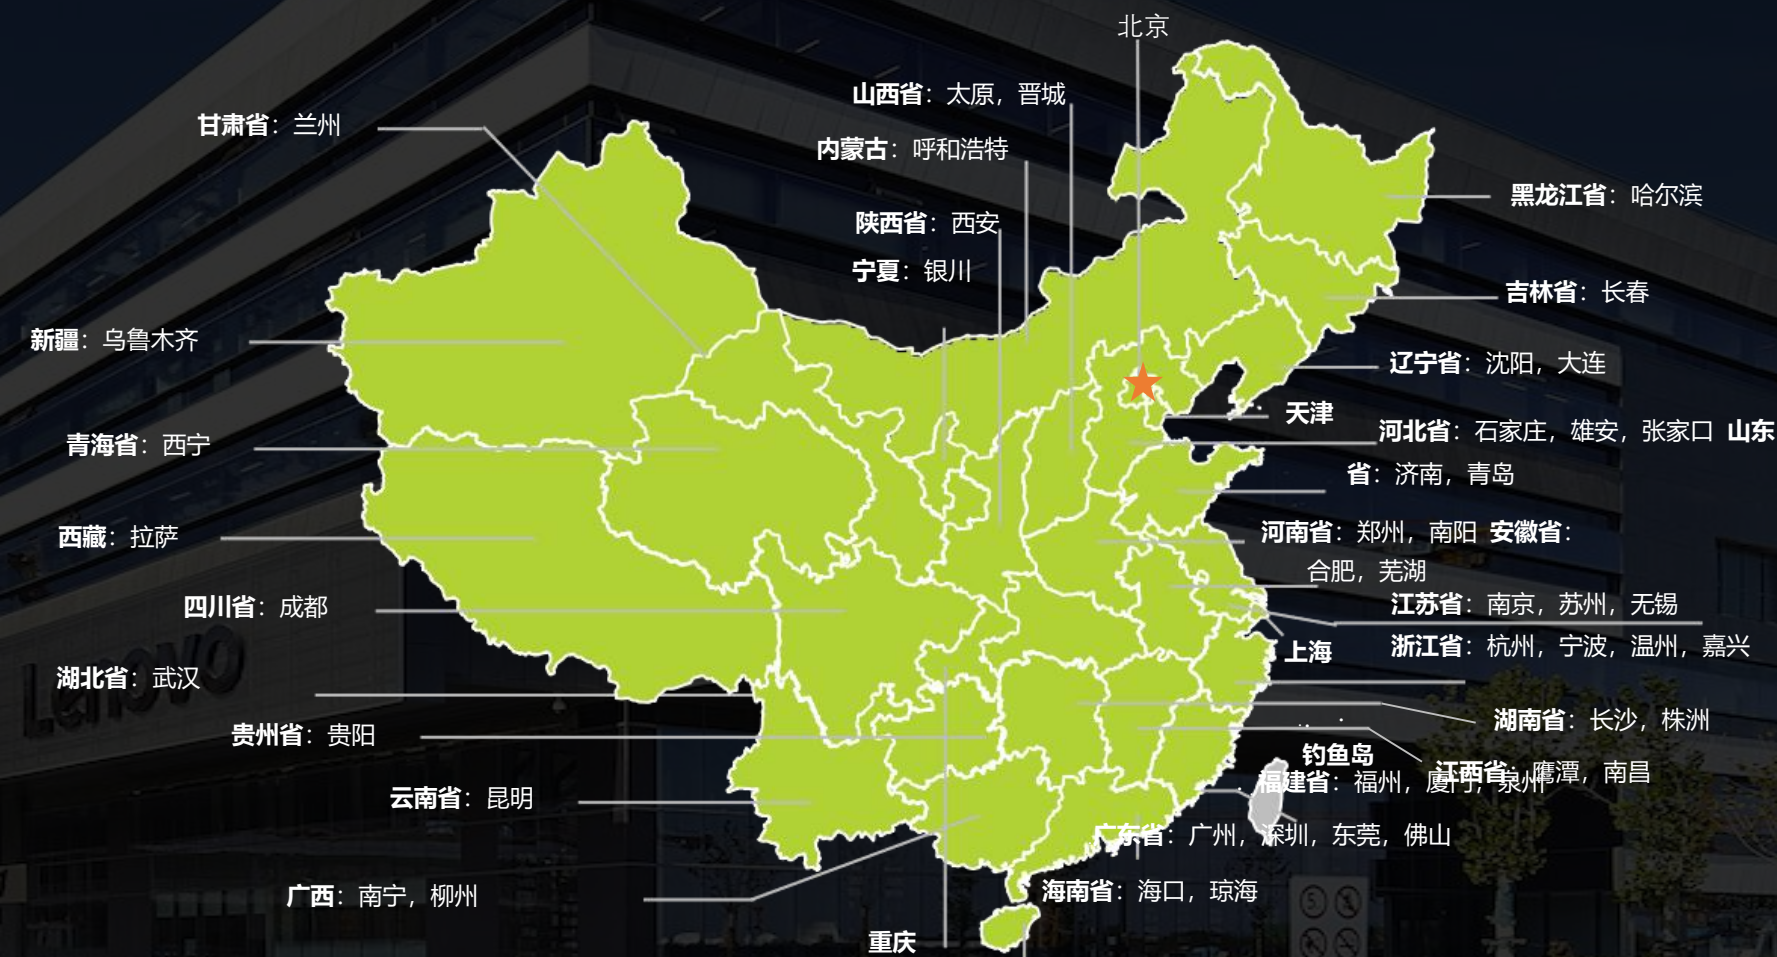 北京
山西省：太原，晋城
甘肃省：兰州
内蒙古：呼和浩特
黑龙江省：哈尔滨
陕西省：西安
宁夏：银川
吉林省：长春
新疆：乌鲁木齐
辽宁省：沈阳，大连
天津
河北省：石家庄，雄安，张家口 山东
省：济南，青岛
青海省：西宁
河南省：郑州，南阳 安徽省：
合肥，芜湖
西藏：拉萨
江苏省：南京，苏州，无锡
四川省：成都
浙江省：杭州，宁波，温州，嘉兴
上海
Lenovo
湖北省：武汉
湖南省：长沙，株洲
贵州省：贵阳
钓鱼岛
江西省：鹰潭，南昌
福建省：福州，厦门，泉州
云南省：昆明
广东省：广州，深圳，东莞，佛山
广西：南宁，柳州
海南省：海口，琼海
重庆